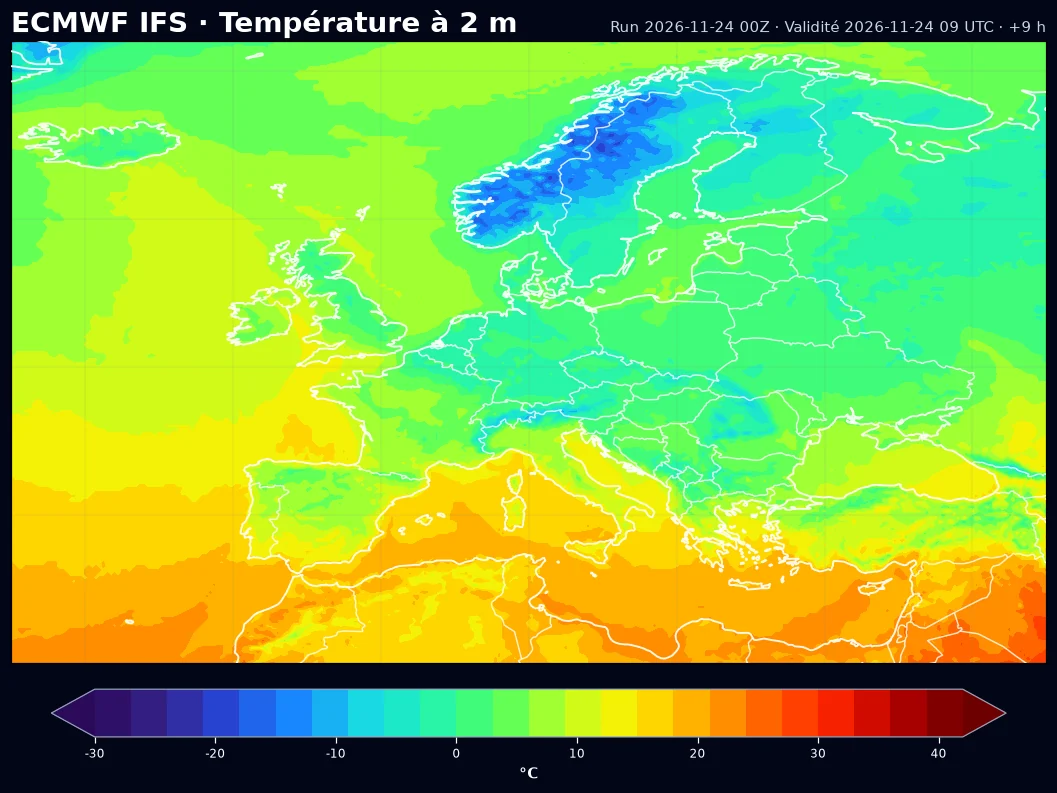 ECMWF IFS · Température à 2 m
Run 2026-11-24 00Z · Validité 2026-11-24 09 UTC · +9 h
-30 -20 -10 0 10 20 30 40
°C